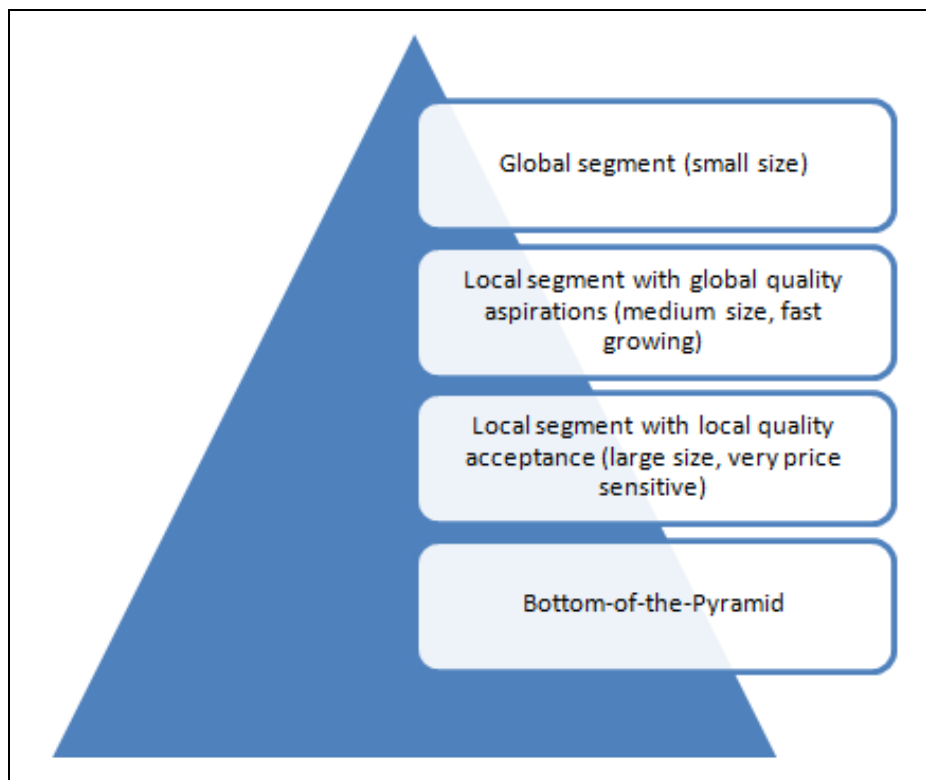 Global segment (small size)
Local segment with global quality
aspirations (medium size, fast
growing)
Local segment with local quality
acceptance (large size, very price
sensitive)
Bottom-of-the-Pyramid